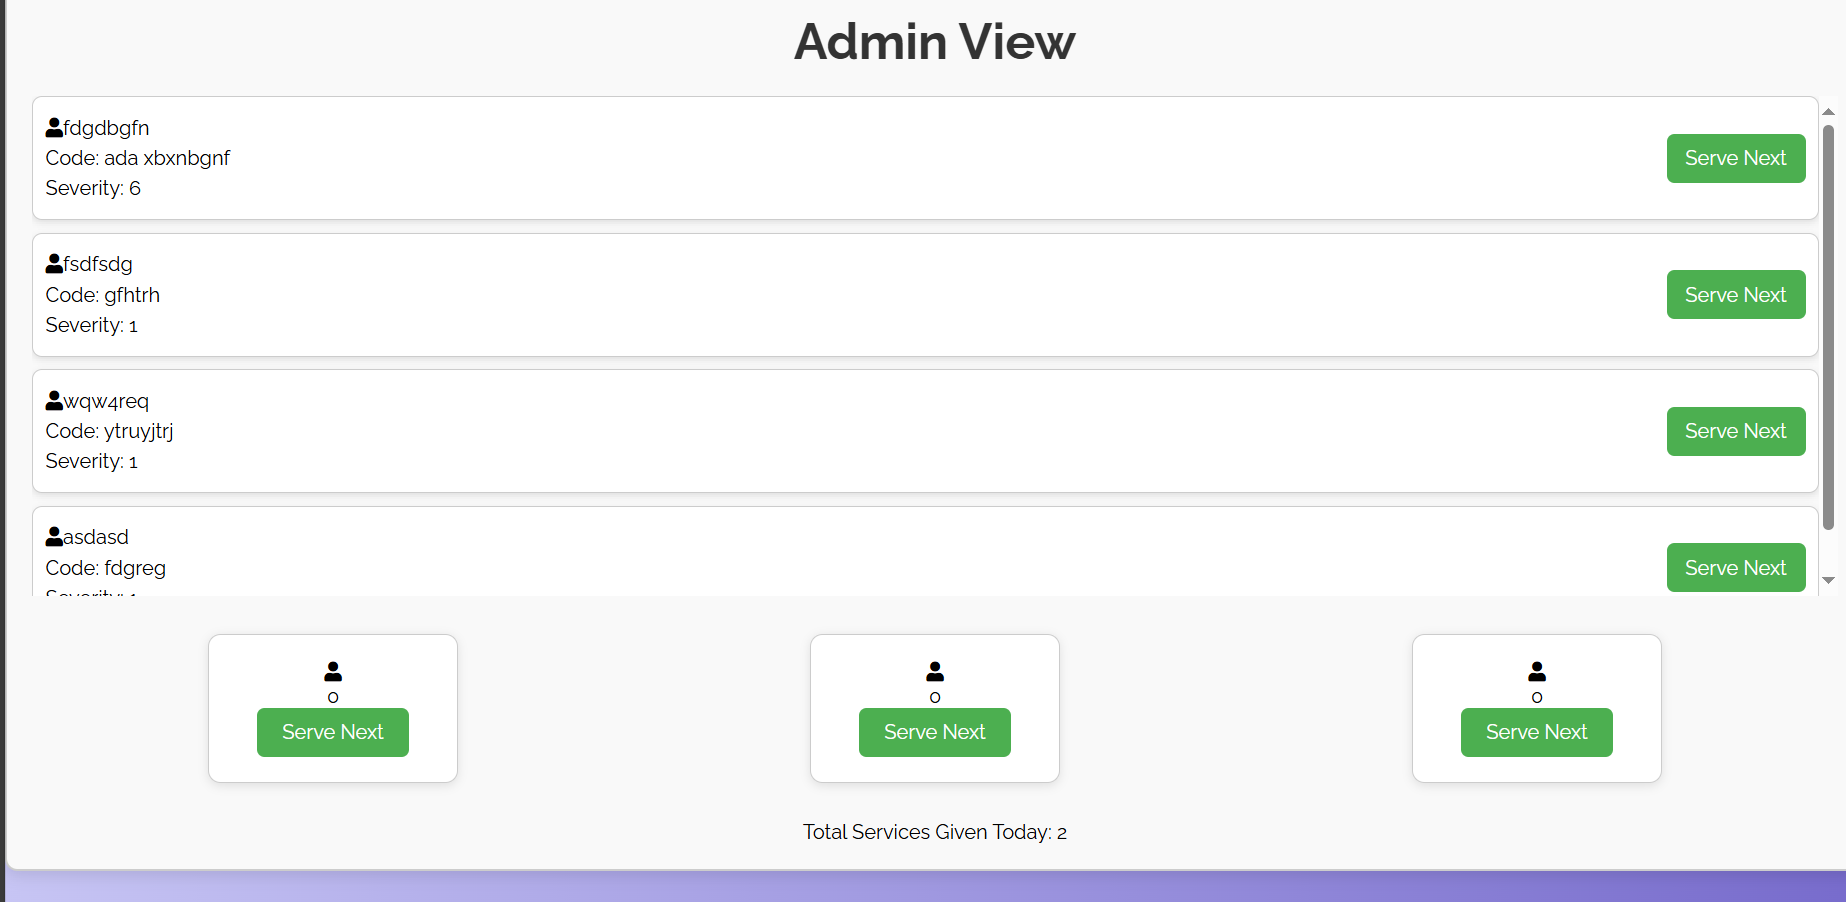 Admin View
fdgdbgfn
Code: ada xbxnbgnf
Severity: 6
Serve Next
fsdfsdg
Code: gfhtrh
Severity: 1
Serve Next
wqw4req
Code: ytruyjtrj
Severity: 1
Serve Next
asdasd
Code: fdgreg
Severity: 1
Serve Next
0
Serve Next
0
Serve Next
0
Serve Next
Total Services Given Today: 2